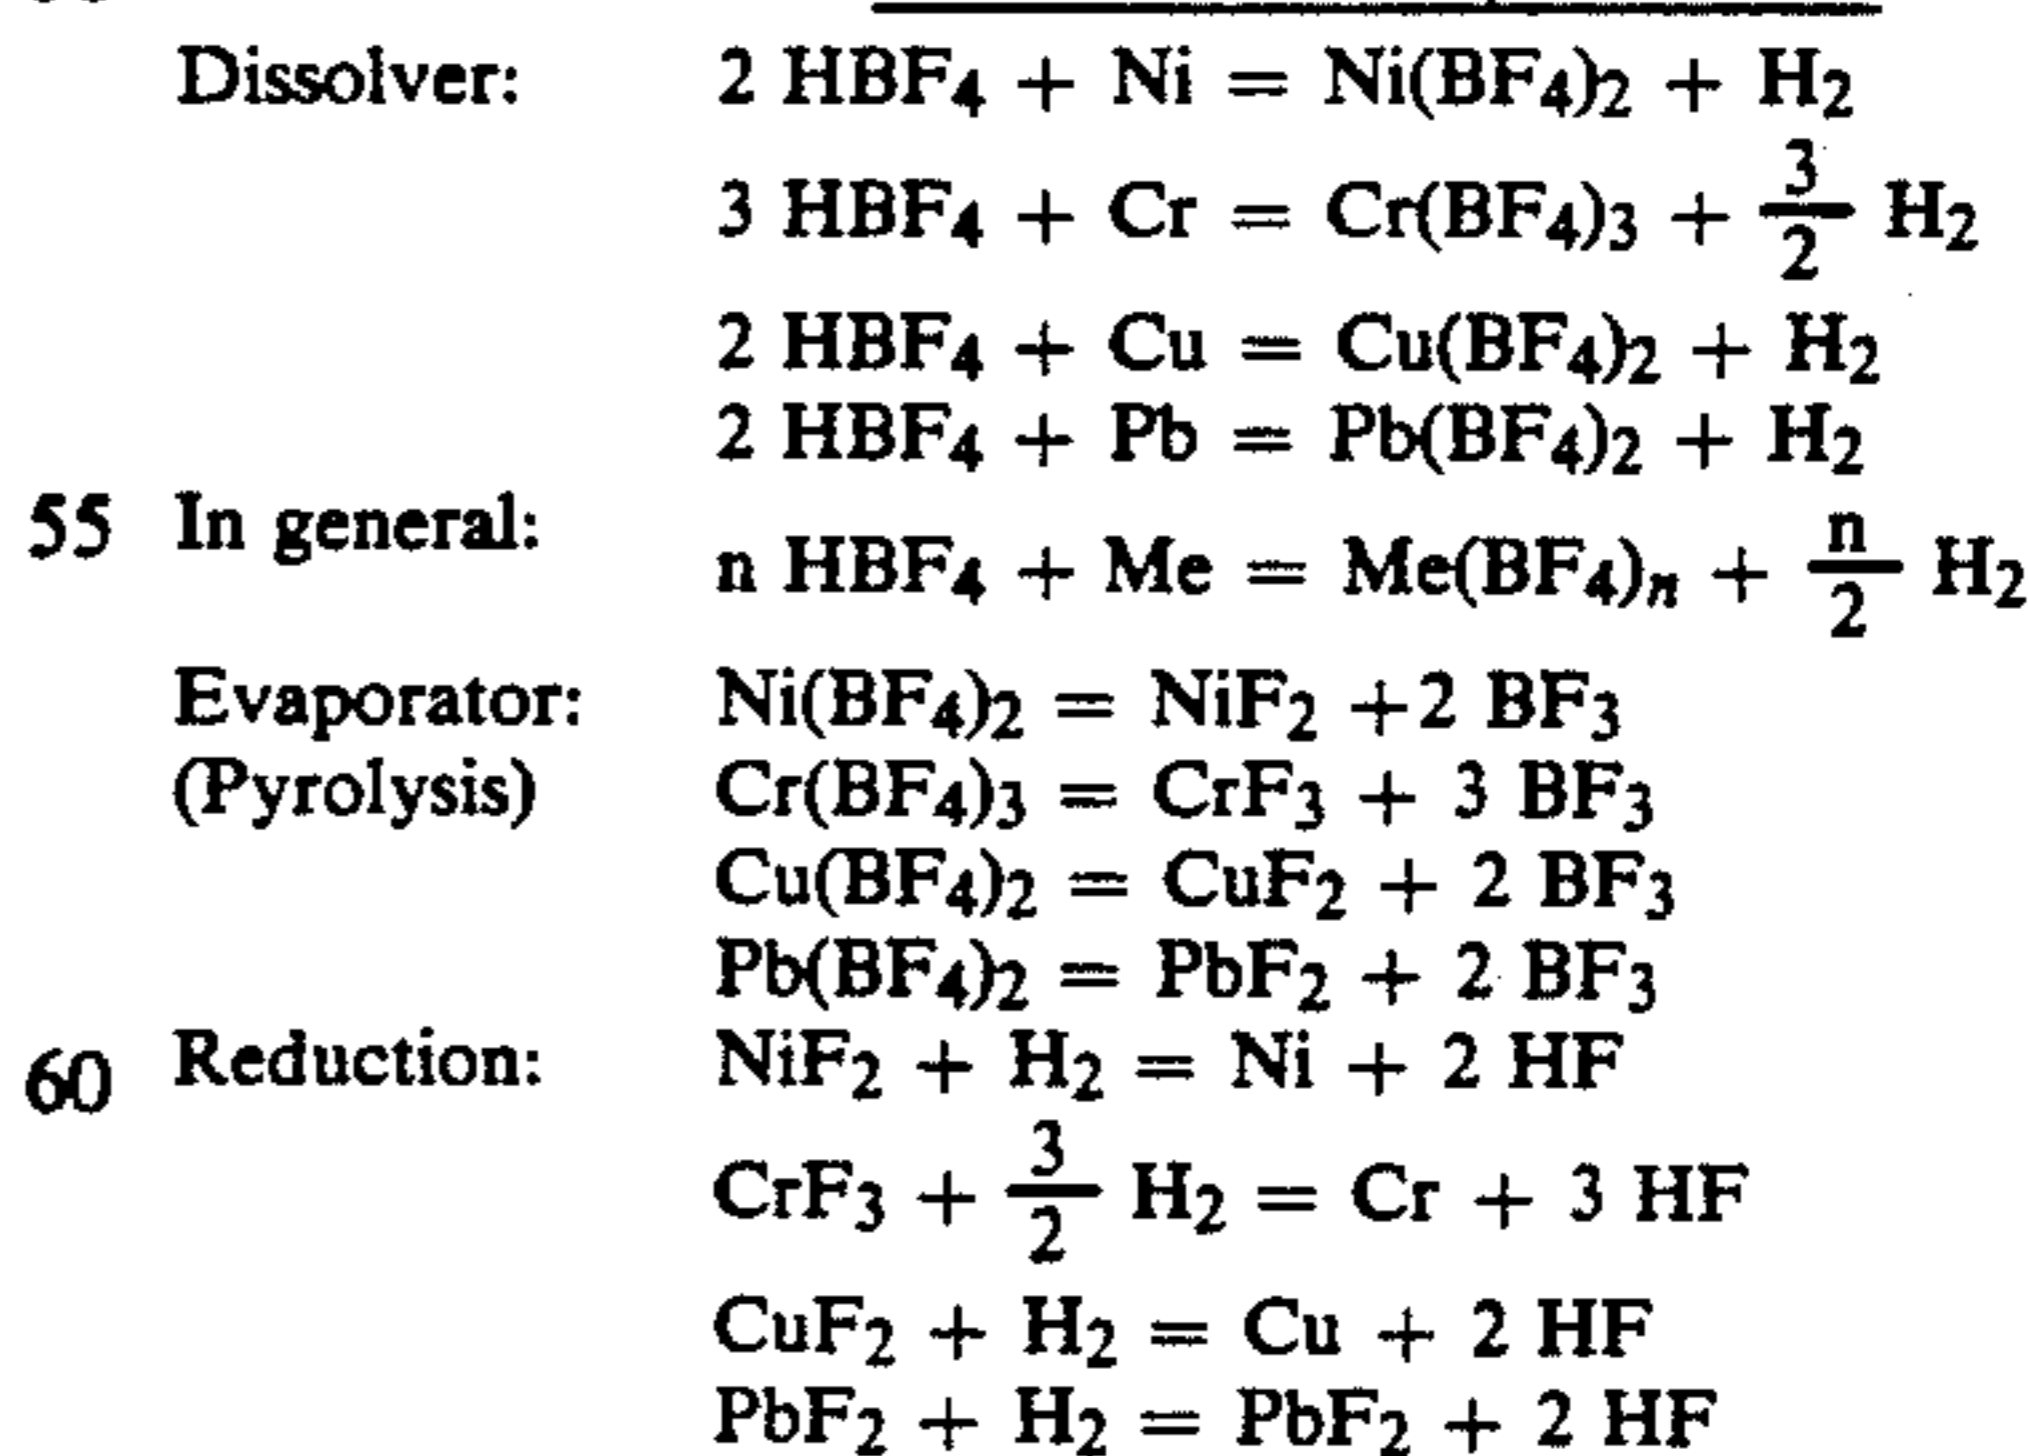 Dissolver: 2 HBF₄ + Ni = Ni(BF₄)₂ + H₂
3 HBF₄ + Cr = Cr(BF₄)₃ + 3/2 H₂
2 HBF₄ + Cu = Cu(BF₄)₂ + H₂
2 HBF₄ + Pb = Pb(BF₄)₂ + H₂
55 In general: n HBF₄ + Me = Me(BF₄)ₙ + n/2 H₂
Evaporator: Ni(BF₄)₂ = NiF₂ +2 BF₃
(Pyrolysis) Cr(BF₄)₃ = CrF₃ + 3 BF₃
Cu(BF₄)₂ = CuF₂ + 2 BF₃
Pb(BF₄)₂ = PbF₂ + 2 BF₃
60 Reduction: NiF₂ + H₂ = Ni + 2 HF
CrF₃ + 3/2 H₂ = Cr + 3 HF
CuF₂ + H₂ = Cu + 2 HF
PbF₂ + H₂ = PbF₂ + 2 HF